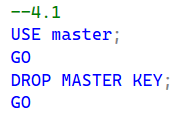 --4.1
USE master;
GO
DROP MASTER KEY;
GO